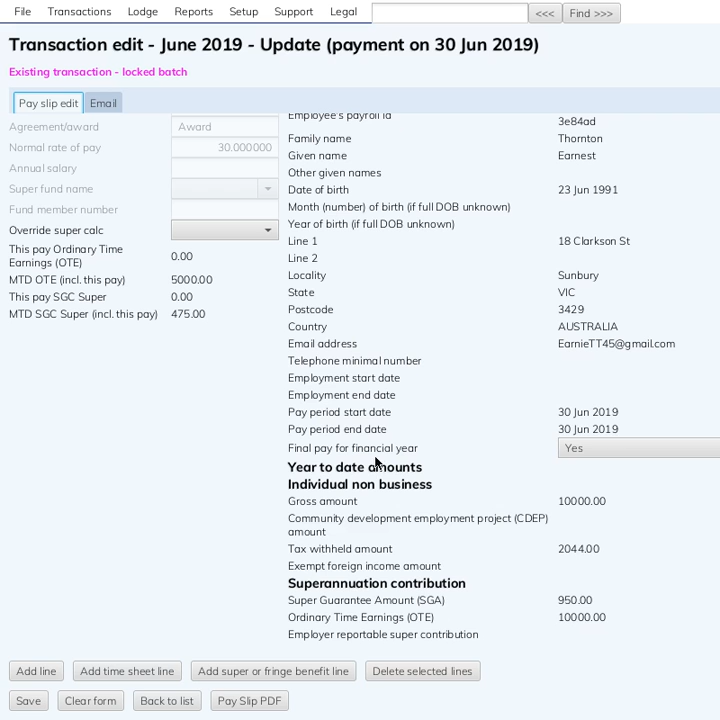 File Transactions Lodge Reports Setup Support Legal <<< Find >>>
Transaction edit - June 2019 - Update (payment on 30 Jun 2019)
Existing transaction - locked batch
Pay slip edit Email
Agreement/award Award
Normal rate of pay 30.000000
Annual salary
Super fund name
Fund member number
Override super calc
This pay Ordinary Time
Earnings (OTE) 0.00
MTD OTE (incl. this pay) 5000.00
This pay SGC Super 0.00
MTD SGC Super (incl. this pay) 475.00
Employee's payroll id 3e84ad
Family name Thornton
Given name Earnest
Other given names
Date of birth 23 Jun 1991
Month (number) of birth (if full DOB unknown)
Year of birth (if full DOB unknown)
Line 1 18 Clarkson St
Line 2
Locality Sunbury
State VIC
Postcode 3429
Country AUSTRALIA
Email address EarnieTT45@gmail.com
Telephone minimal number
Employment start date
Employment end date
Pay period start date 30 Jun 2019
Pay period end date 30 Jun 2019
Final pay for financial year Yes
Year to date amounts
Individual non business
Gross amount 10000.00
Community development employment project (CDEP)
amount
Tax withheld amount 2044.00
Exempt foreign income amount
Superannuation contribution
Super Guarantee Amount (SGA) 950.00
Ordinary Time Earnings (OTE) 10000.00
Employer reportable super contribution
Add line Add time sheet line Add super or fringe benefit line Delete selected lines
Save Clear form Back to list Pay Slip PDF